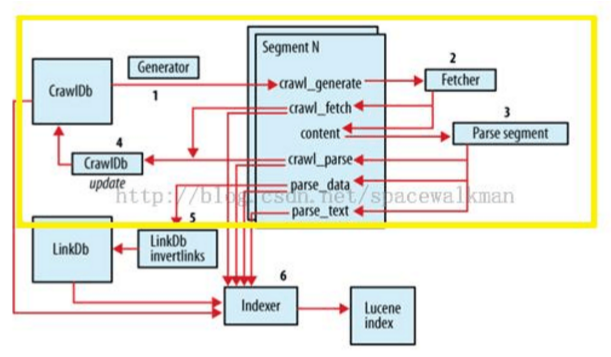 Segment N
Generator
2
CrawlDb
1
crawl_generate
Fetcher
crawl_fetch
3
content
Parse segment
4
CrawlDb
update
crawl_parse
parse_data
http://blog.csdn.net/spacewalkman
parse_text
5
LinkDb
LinkDb
invertlinks
6
Indexer
Lucene
index